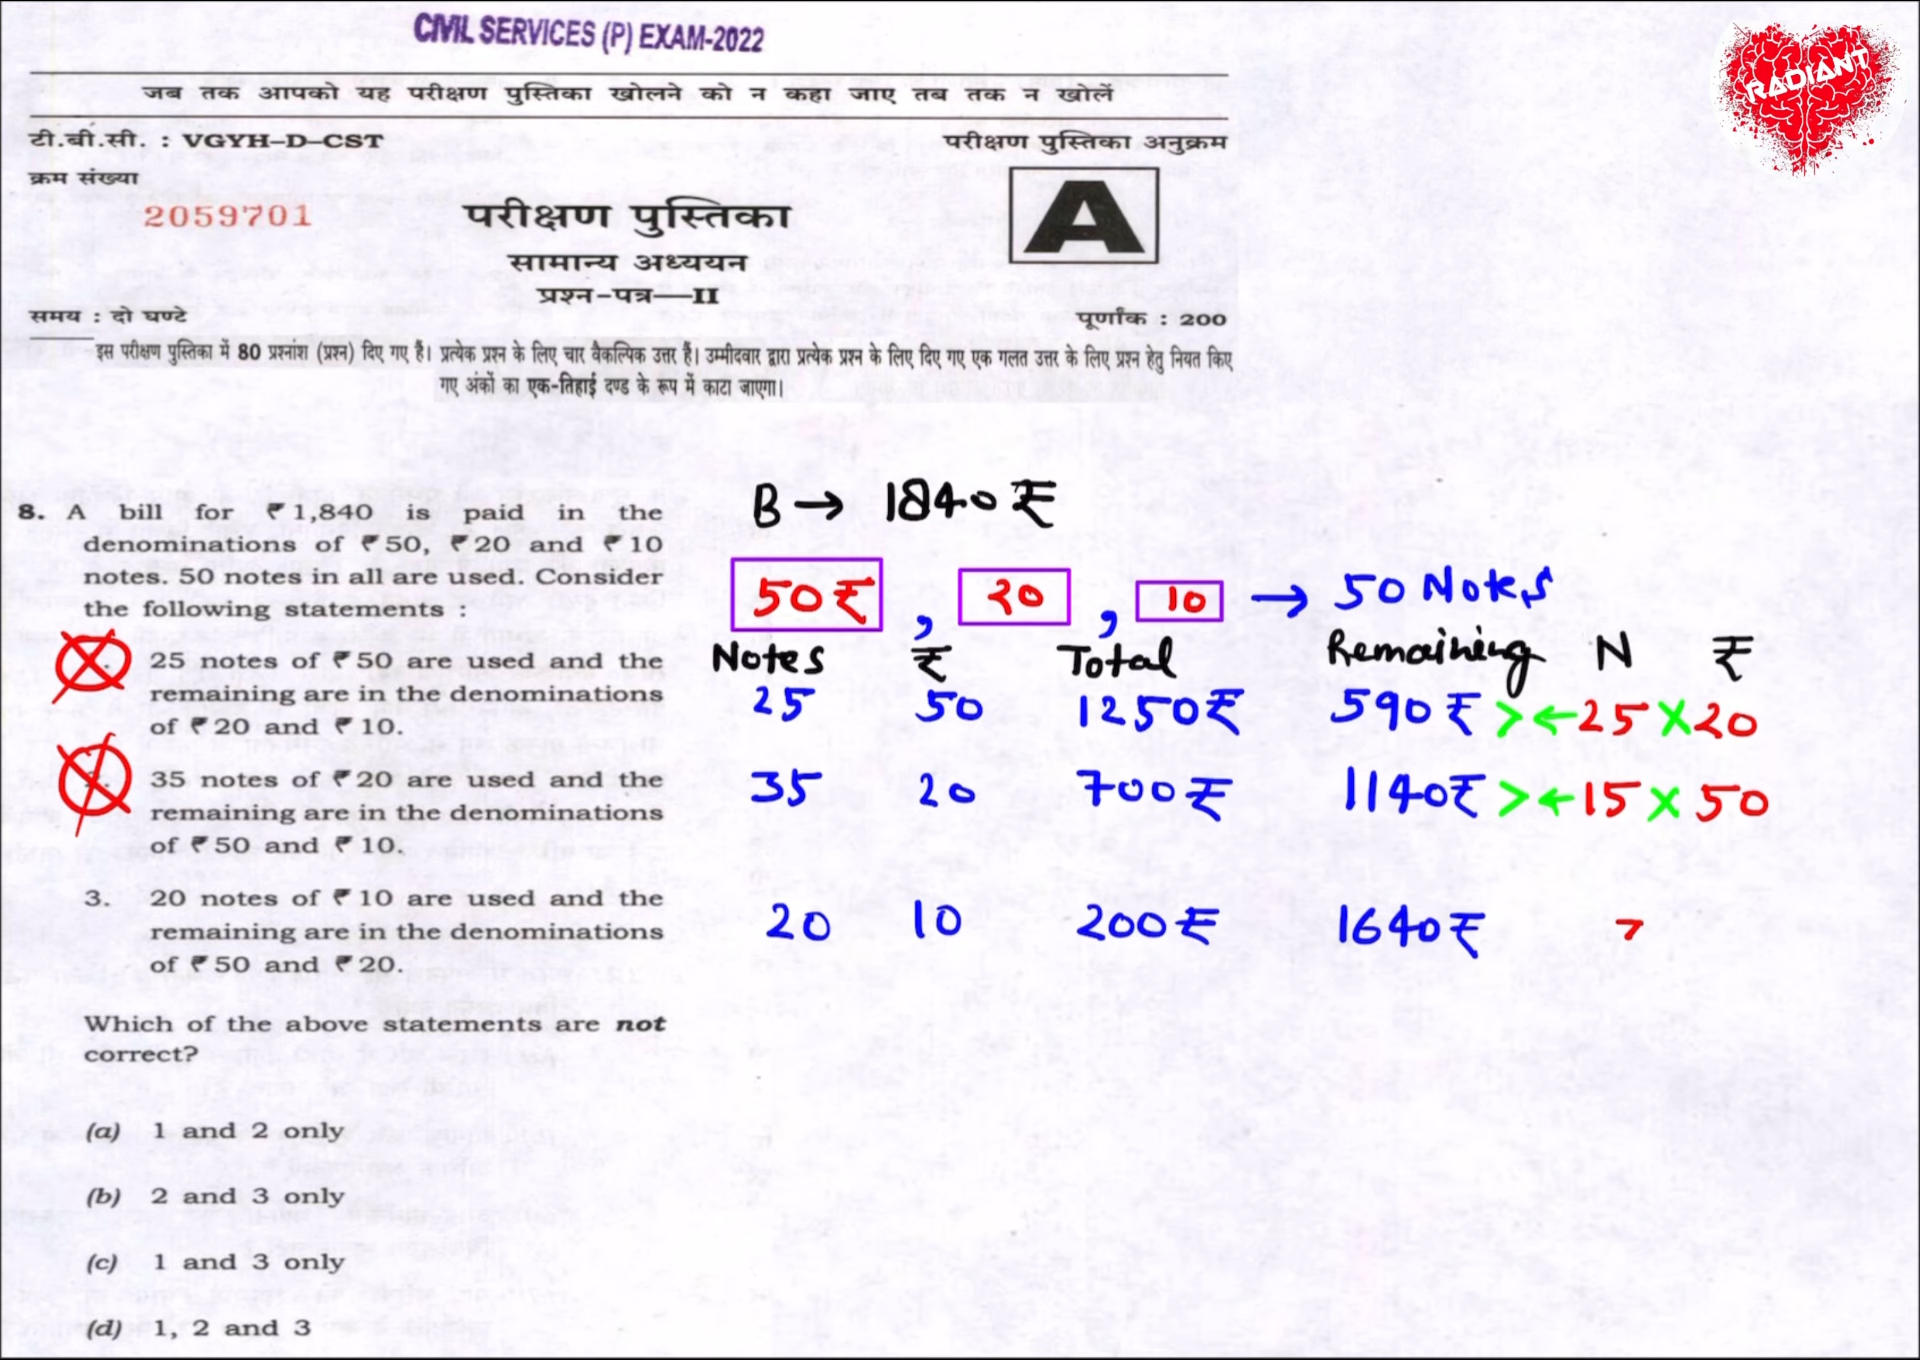 CIVIL SERVICES (P) EXAM-2022
RADIANT
जब तक आपको यह परीक्षण पुस्तिका खोलने को न कहा जाए तब तक न खोलें
टी.बी.सी. : VGYH-D-CST
परीक्षण पुस्तिका अनुक्रम
क्रम संख्या
2059701
परीक्षण पुस्तिका
A
सामान्य अध्ययन
प्रश्न-पत्र—II
समय : दो घण्टे
पूर्णांक : 200
इस परीक्षण पुस्तिका में 80 प्रश्नांश (प्रश्न) दिए गए है। प्रत्येक प्रश्न के लिए चार वैकल्पिक उत्तर है। उम्मीदवार द्वारा प्रत्येक प्रश्न के लिए दिए गए एक गलत उत्तर के लिए प्रश्न हेतु नियत किए
गए अंकों का एक-तिहाई दण्ड के रूप में काटा जाएगा।
8. A bill for ₹1,840 is paid in the
denominations of ₹50, ₹20 and ₹10
notes. 50 notes in all are used. Consider
the following statements :
25 notes of ₹50 are used and the
remaining are in the denominations
of ₹20 and ₹10.
35 notes of ₹20 are used and the
remaining are in the denominations
of ₹50 and ₹10.
3. 20 notes of ₹10 are used and the
remaining are in the denominations
of ₹50 and ₹20.
Which of the above statements are not
correct?
(a) 1 and 2 only
(b) 2 and 3 only
(c) 1 and 3 only
(d) 1, 2 and 3
B → 1840₹
50₹ , 20 , 10 → 50 Notes
Notes ₹ Total Remaining N ₹
25 50 1250₹ 590₹ >← 25 × 20
35 20 700₹ 1140₹ >← 15 × 50
20 10 200₹ 1640₹